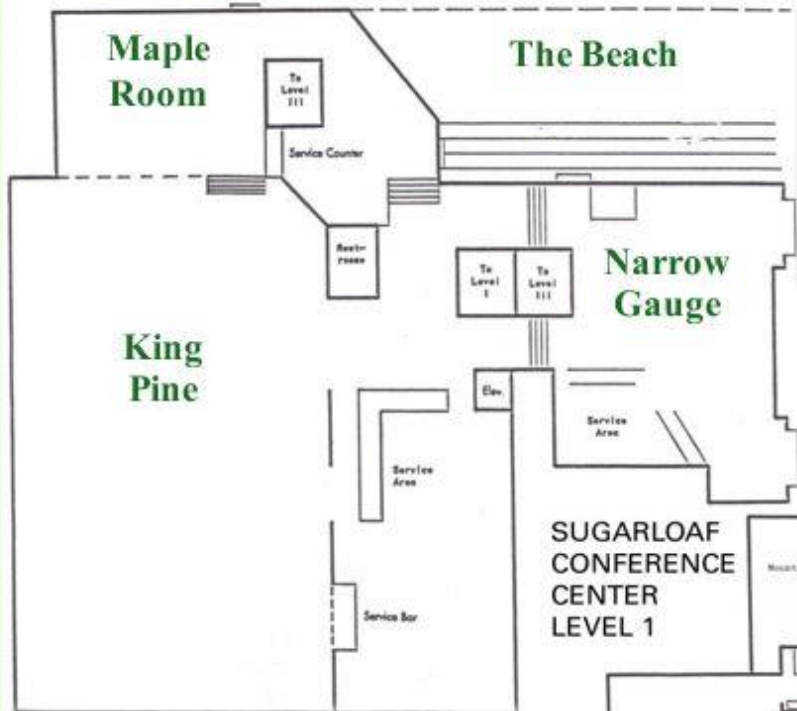 Maple
Room
The Beach
To
Level
III
Service Counter
Rest-
rooms
To
Level
I
To
Level
III
Narrow
Gauge
King
Pine
Elev.
Service
Area
Service
Area
SUGARLOAF
CONFERENCE
CENTER
LEVEL 1
Service Bar